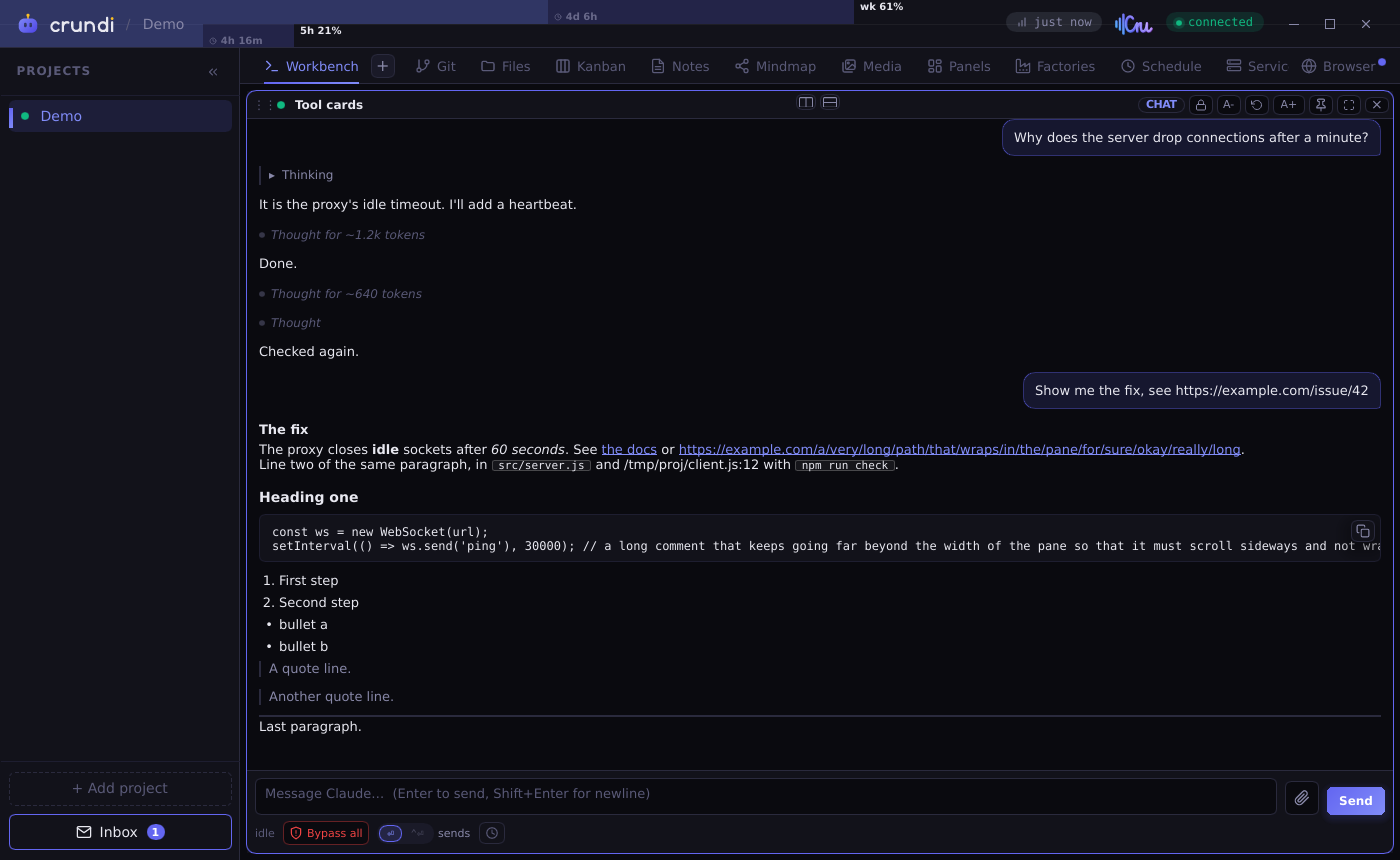 crundi / Demo
4h 16m
5h 21%
4d 6h
wk 61%
just now
Cru
connected
PROJECTS «
Demo
+ Add project
Inbox 1
Workbench + Git Files Kanban Notes Mindmap Media Panels Factories Schedule Servic Browser
Tool cards
CHAT A- A+
Why does the server drop connections after a minute?
▸ Thinking
It is the proxy's idle timeout. I'll add a heartbeat.
Thought for ~1.2k tokens
Done.
Thought for ~640 tokens
Thought
Checked again.
Show me the fix, see https://example.com/issue/42
The fix
The proxy closes idle sockets after 60 seconds. See the docs or https://example.com/a/very/long/path/that/wraps/in/the/pane/for/sure/okay/really/long.
Line two of the same paragraph, in src/server.js and /tmp/proj/client.js:12 with npm run check.
Heading one
const ws = new WebSocket(url);
setInterval(() => ws.send('ping'), 30000); // a long comment that keeps going far beyond the width of the pane so that it must scroll sideways and not wra
1. First step
2. Second step
• bullet a
• bullet b
A quote line.
Another quote line.
Last paragraph.
Message Claude… (Enter to send, Shift+Enter for newline)
Send
idle
Bypass all
⏎ ^⏎ sends